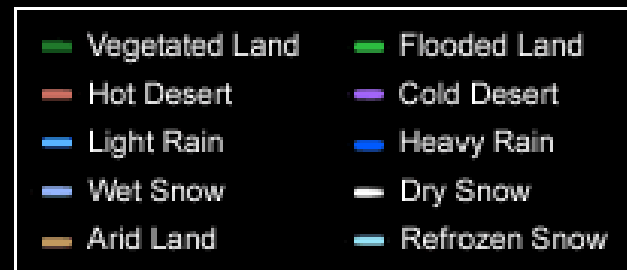 Vegetated Land Flooded Land
Hot Desert Cold Desert
Light Rain Heavy Rain
Wet Snow Dry Snow
Arid Land Refrozen Snow